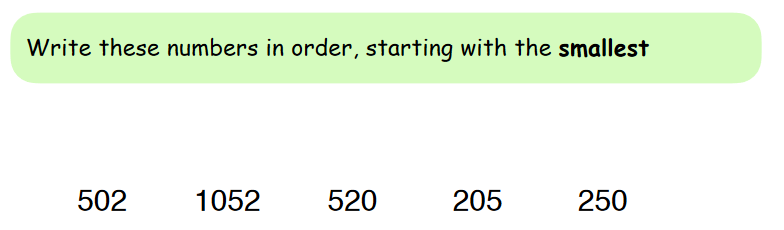 Write these numbers in order, starting with the smallest
502 1052 520 205 250